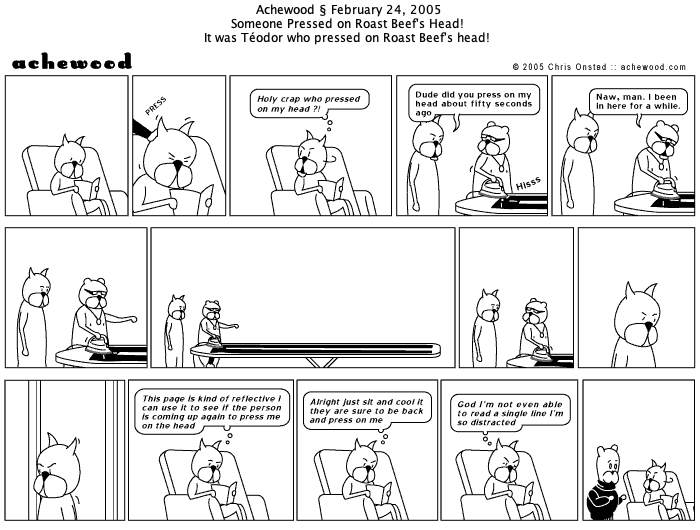 Achewood § February 24, 2005
Someone Pressed on Roast Beef's Head!
It was Téodor who pressed on Roast Beef's head!
achewood
© 2005 Chris Onstad :: achewood.com
PRESS
Holy crap who pressed
on my head ?!
Dude did you press on my
head about fifty seconds
ago
HISSS
Naw, man. I been
in here for a while.
This page is kind of reflective I
can use it to see if the person
is coming up again to press me
on the head
Alright just sit and cool it
they are sure to be back
and press on me
God I'm not even able
to read a single line I'm
so distracted